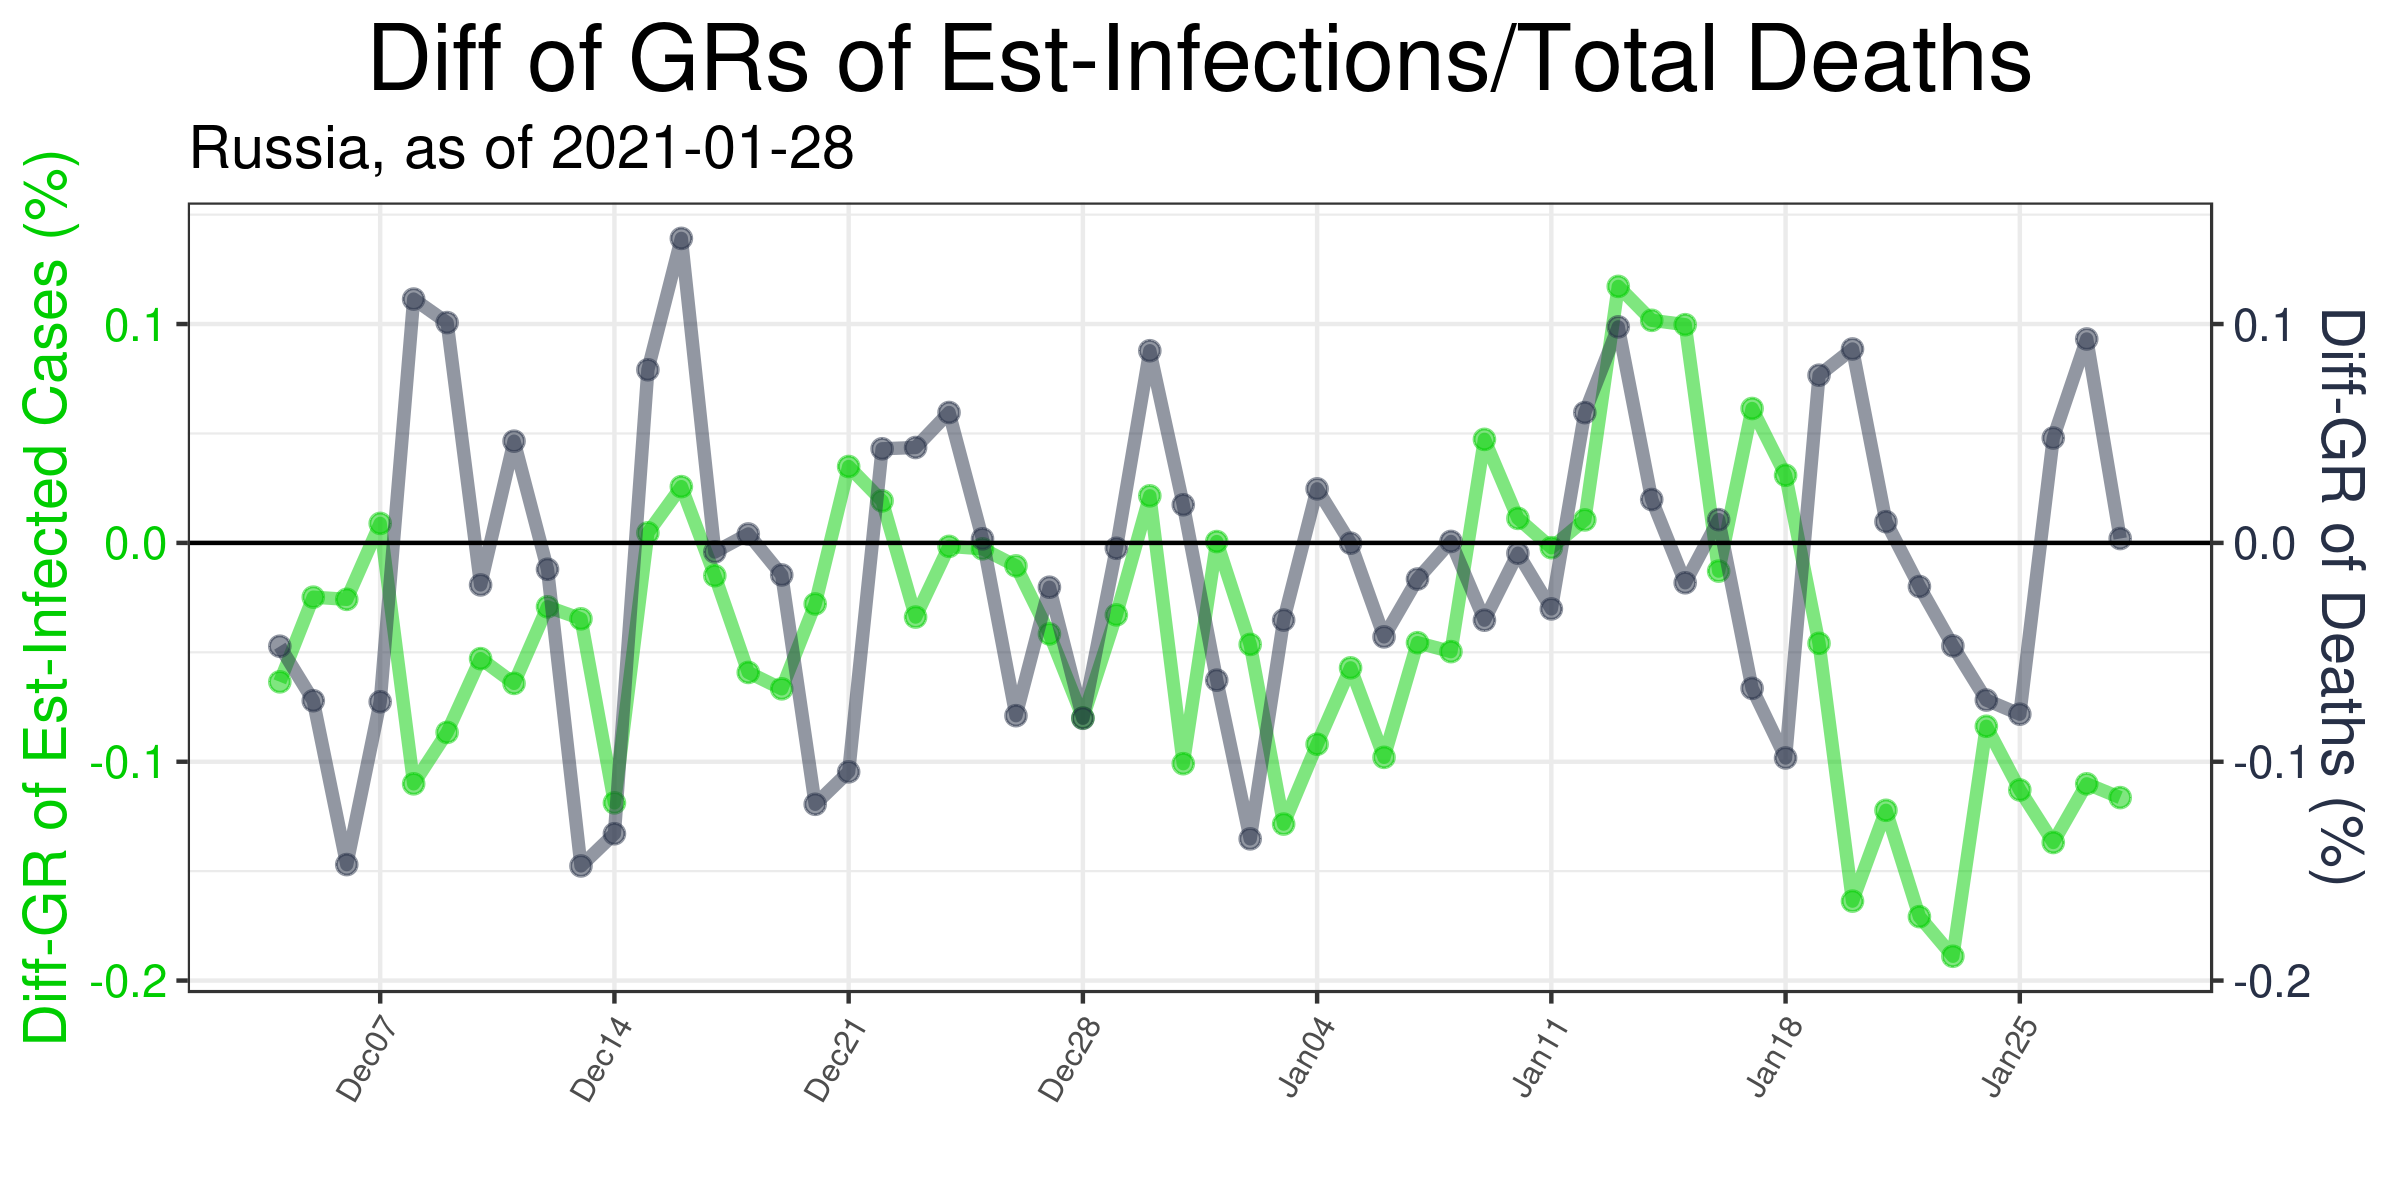 Diff of GRs of Est-Infections/Total Deaths
Russia, as of 2021-01-28
Diff-GR of Est-Infected Cases (%)
0.1
0.0
-0.1
-0.2
0.1
0.0
-0.1
-0.2
Diff-GR of Deaths (%)
Dec07
Dec14
Dec21
Dec28
Jan04
Jan11
Jan18
Jan25